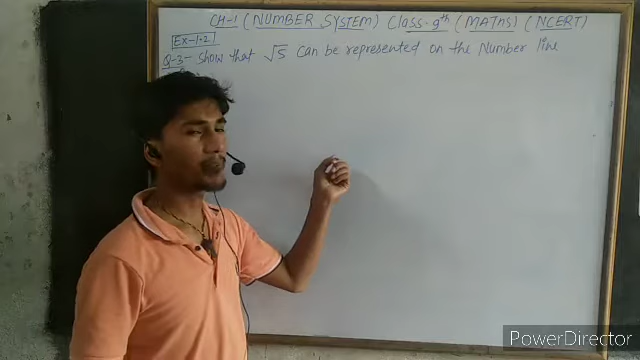 CH-1 (NUMBER SYSTEM) Class-9th (MATHS) (NCERT)
Ex-1.2
Q-3- Show that √5 can be represented on the Number line
PowerDirector